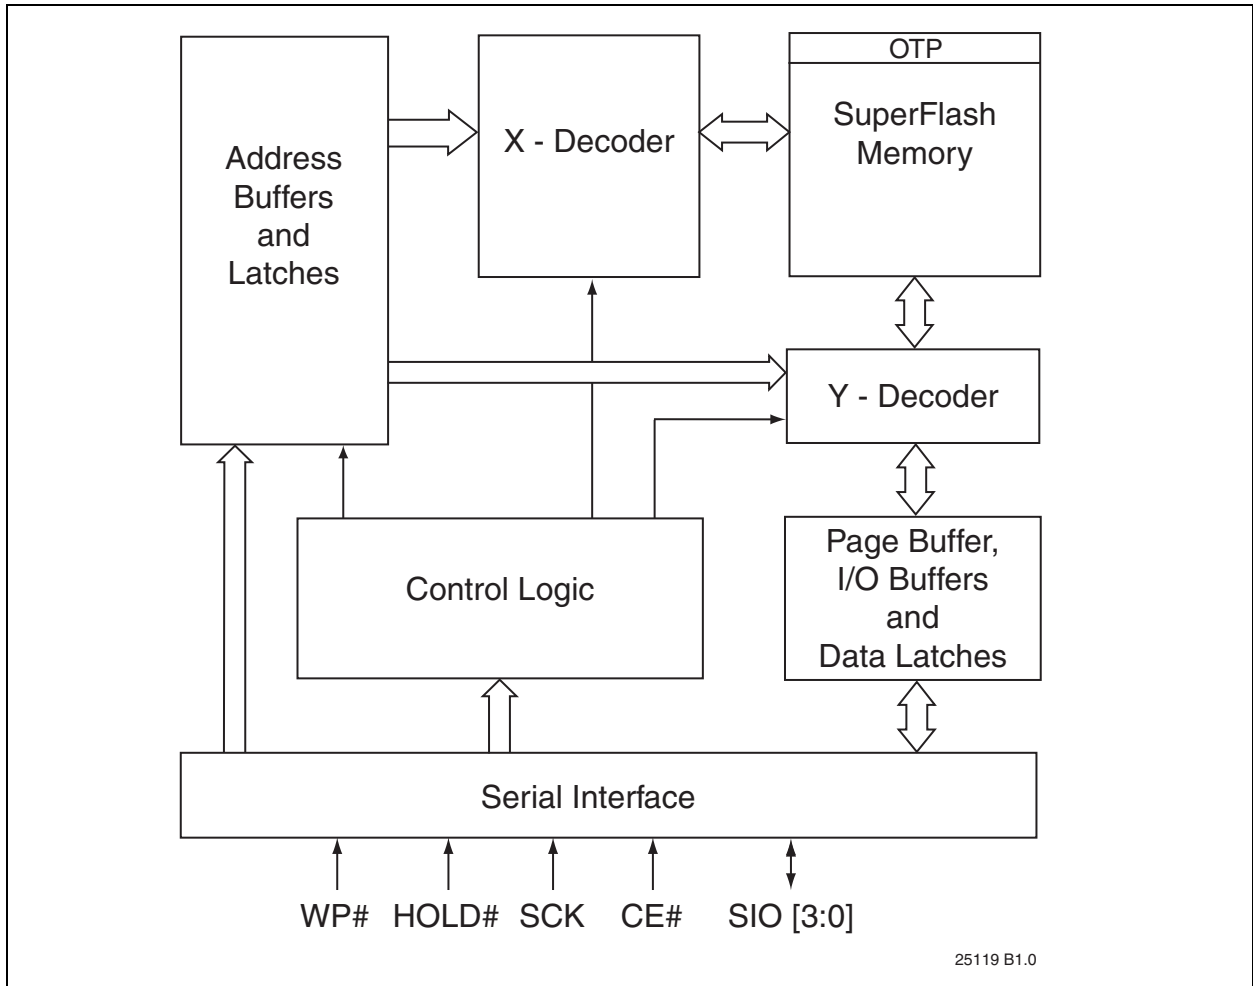 OTP
SuperFlash
Memory
X - Decoder
Address
Buffers
and
Latches
Y - Decoder
Page Buffer,
I/O Buffers
and
Data Latches
Control Logic
Serial Interface
WP# HOLD# SCK CE# SIO [3:0]
25119 B1.0